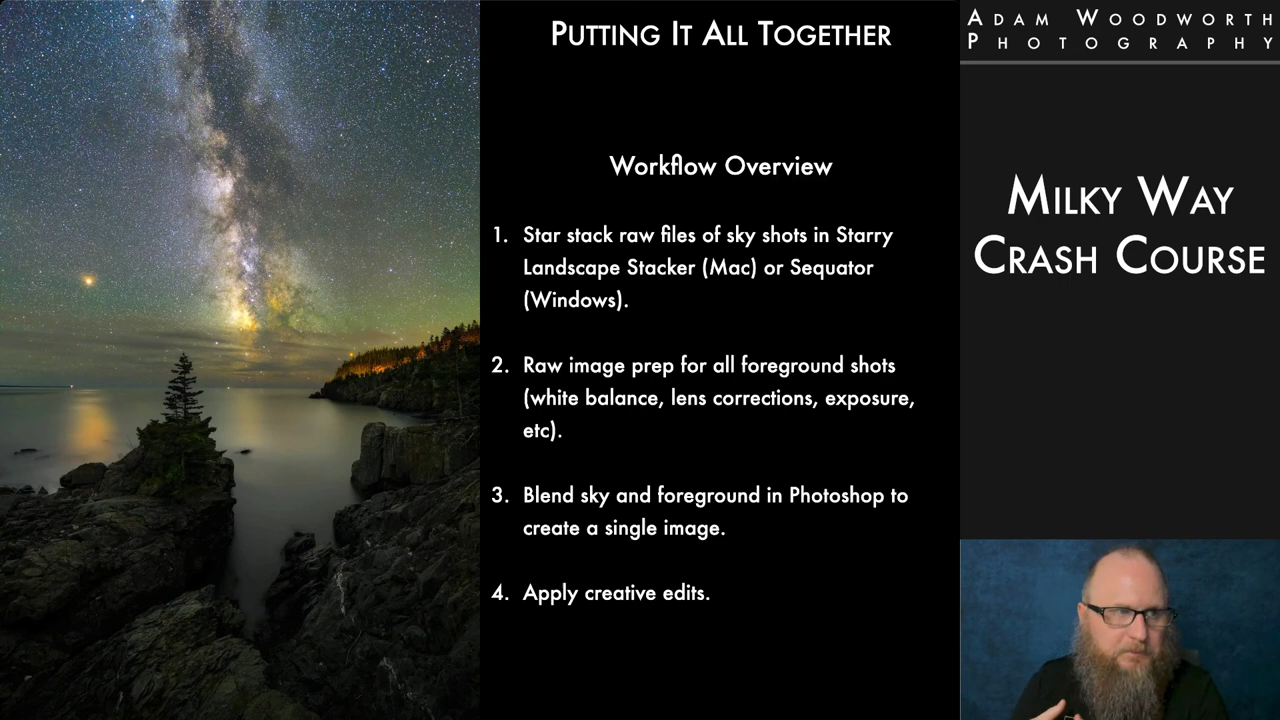 PUTTING IT ALL TOGETHER
Workflow Overview
1. Star stack raw files of sky shots in Starry
Landscape Stacker (Mac) or Sequator
(Windows).
2. Raw image prep for all foreground shots
(white balance, lens corrections, exposure,
etc).
3. Blend sky and foreground in Photoshop to
create a single image.
4. Apply creative edits.
ADAM WOODWORTH
PHOTOGRAPHY
MILKY WAY
CRASH COURSE